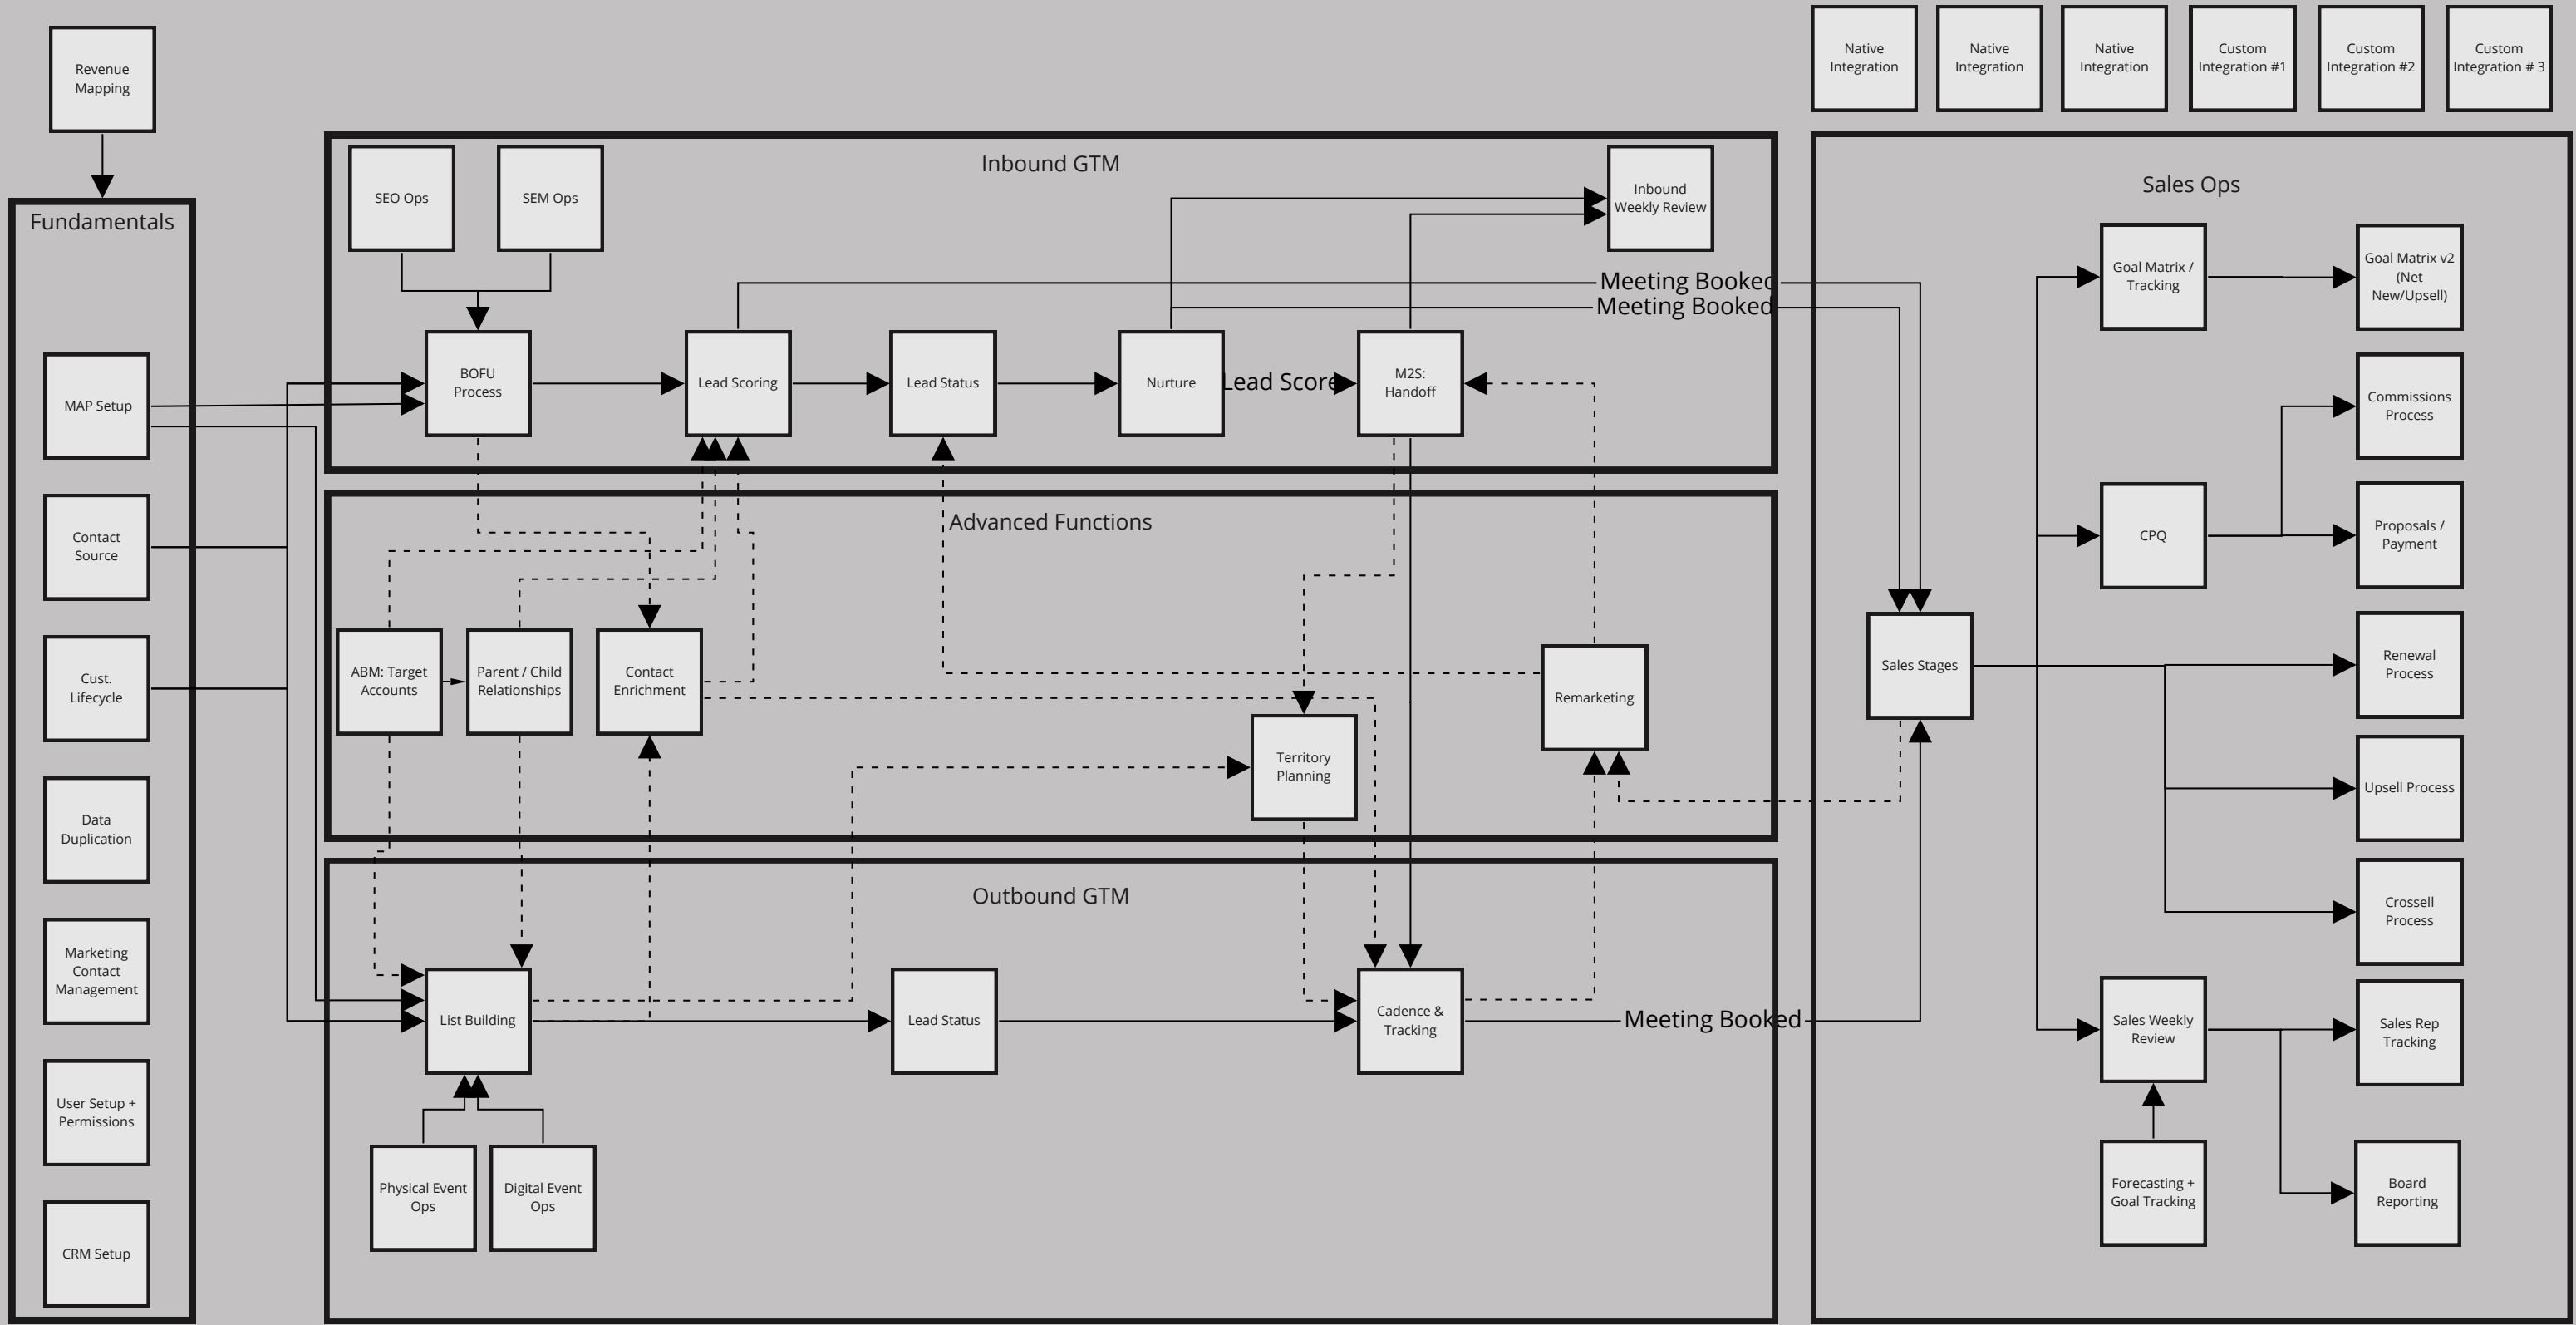 Revenue
Mapping
Native
Integration
Native
Integration
Native
Integration
Custom
Integration #1
Custom
Integration #2
Custom
Integration # 3
Fundamentals
MAP Setup
Contact
Source
Cust.
Lifecycle
Data
Duplication
Marketing
Contact
Management
User Setup +
Permissions
CRM Setup
Inbound GTM
SEO Ops
SEM Ops
Inbound
Weekly Review
Meeting Booked
Meeting Booked
BOFU
Process
Lead Scoring
Lead Status
Nurture
Lead Score
M2S:
Handoff
Advanced Functions
ABM: Target
Accounts
Parent / Child
Relationships
Contact
Enrichment
Territory
Planning
Remarketing
Outbound GTM
List Building
Lead Status
Cadence &
Tracking
Meeting Booked
Physical Event
Ops
Digital Event
Ops
Sales Ops
Sales Stages
Goal Matrix /
Tracking
Goal Matrix v2
(Net
New/Upsell)
Commissions
Process
CPQ
Proposals /
Payment
Renewal
Process
Upsell Process
Crossell
Process
Sales Weekly
Review
Sales Rep
Tracking
Forecasting +
Goal Tracking
Board
Reporting